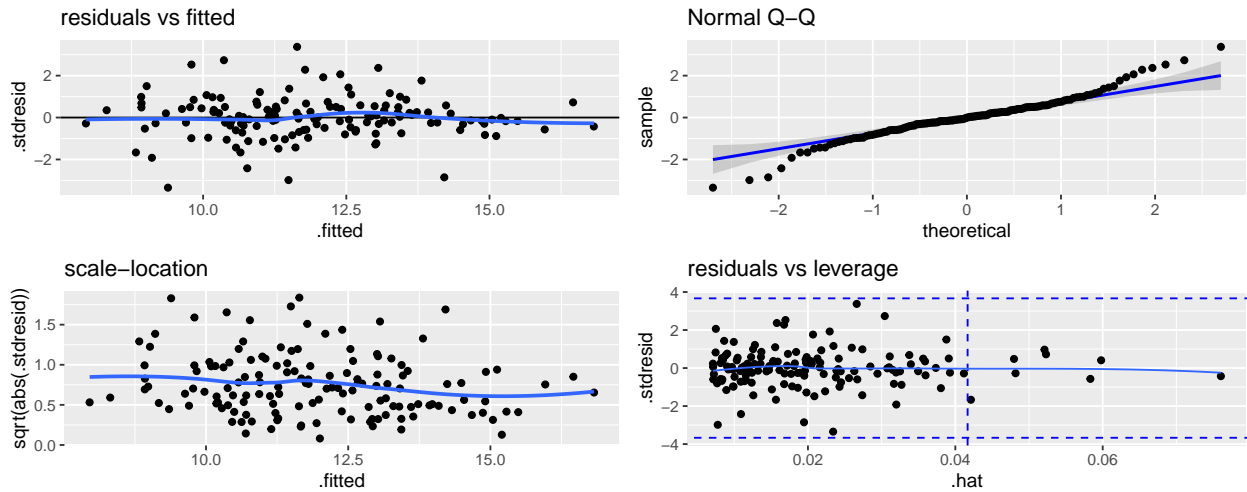 residuals vs fitted
.stdresid
2
0
−2
10.0 12.5 15.0
.fitted
Normal Q−Q
sample
2
0
−2
−2 −1 0 1 2
theoretical
scale−location
sqrt(abs(.stdresid))
1.5
1.0
0.5
0.0
10.0 12.5 15.0
.fitted
residuals vs leverage
.stdresid
4
2
0
−2
−4
0.02 0.04 0.06
.hat